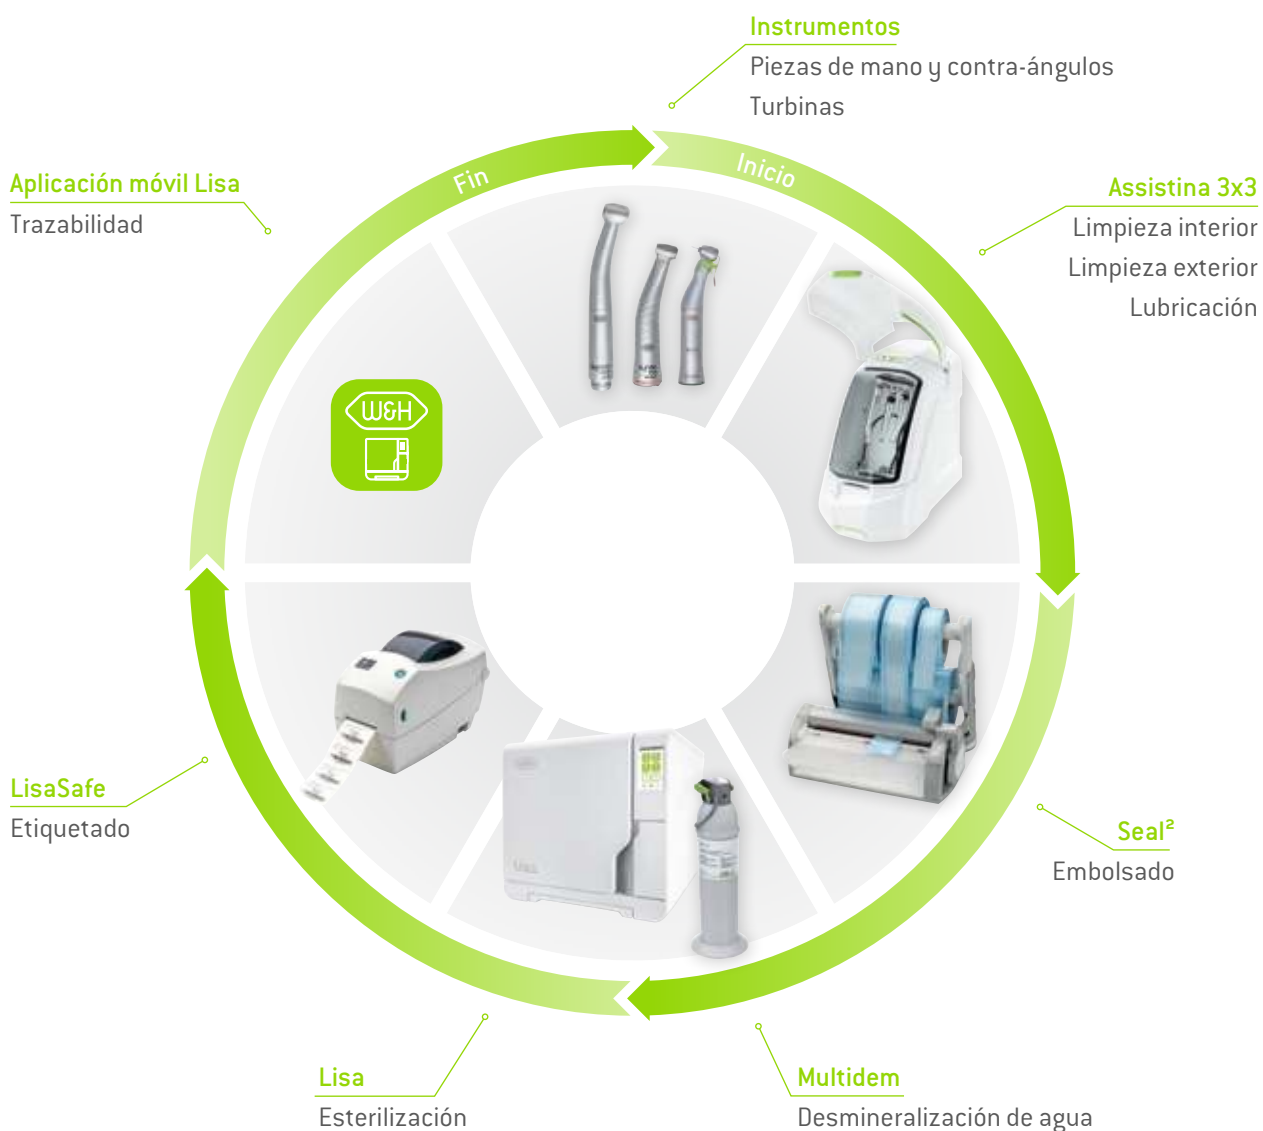 Instrumentos
Piezas de mano y contra-ángulos
Turbinas
Fin
Inicio
Aplicación móvil Lisa
Trazabilidad
Assistina 3x3
Limpieza interior
Limpieza exterior
Lubricación
W&H
LisaSafe
Etiquetado
Lisa
Seal²
Embolsado
Lisa
Esterilización
Multidem
Desmineralización de agua